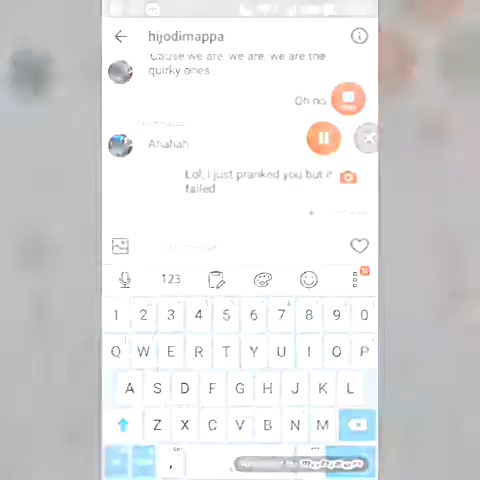 hijodimappa
'Cause we are, we are, we are the
quirky ones
Oh no
Ahahah
Lol, i just pranked you but it
failed
123
1 2 3 4 5 6 7 8 9 0
Q W E R T Y U I O P
A S D F G H J K L
Z X C V B N M
,